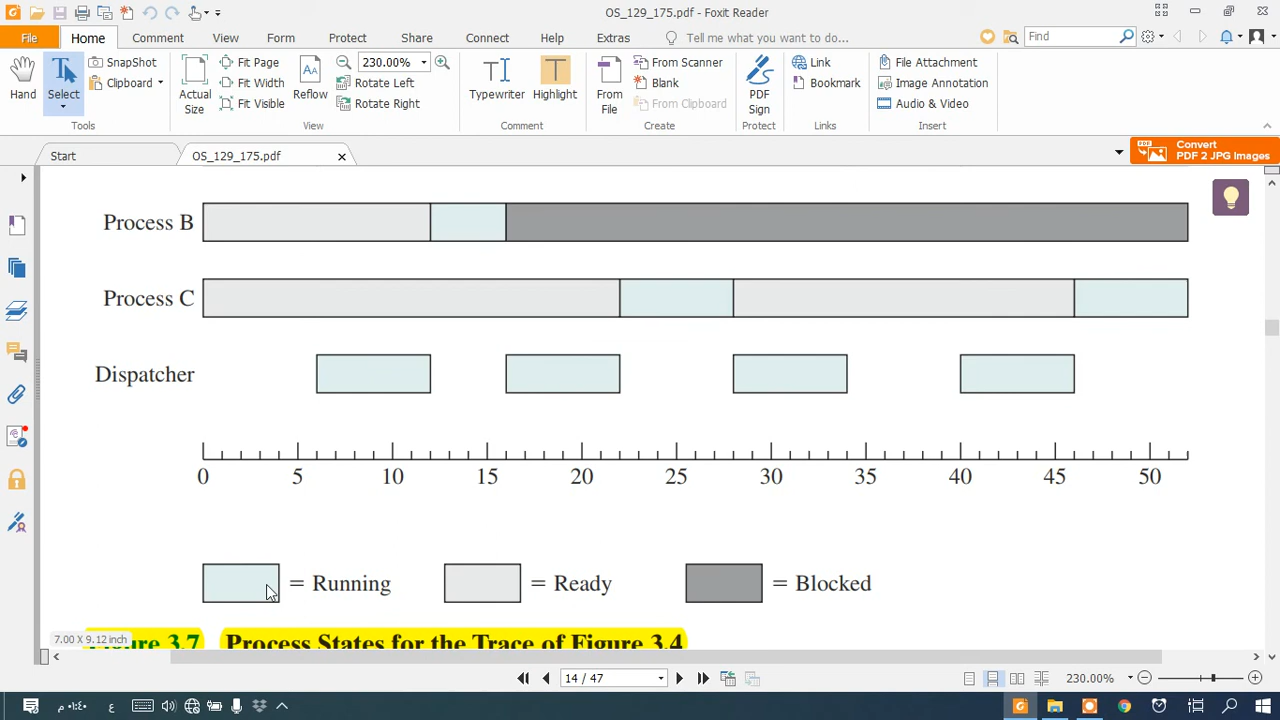 OS_129_175.pdf - Foxit Reader
File Home Comment View Form Protect Share Connect Help Extras Tell me what you want to do... Find
Hand
Select
SnapShot
Clipboard
Tools
Actual Size
Fit Page
Fit Width
Fit Visible
Reflow
230.00%
Rotate Left
Rotate Right
View
Typewriter
Highlight
Comment
From File
From Scanner
Blank
From Clipboard
Create
PDF Sign
Protect
Link
Bookmark
Links
File Attachment
Image Annotation
Audio & Video
Insert
Start OS_129_175.pdf
Convert
PDF 2 JPG Images
Process B
Process C
Dispatcher
0 5 10 15 20 25 30 35 40 45 50
= Running = Ready = Blocked
Figure 3.7 Process States for the Trace of Figure 3.4
7.00 X 9.12 inch
14 / 47
230.00%
ع